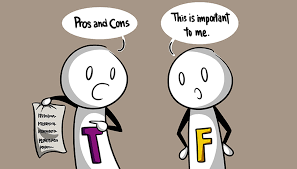 Pros and Cons
This is important
to me.
T
F